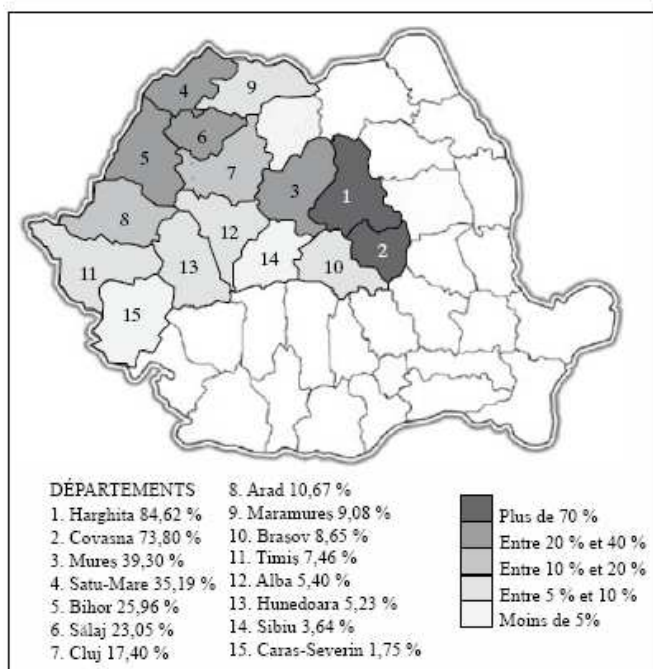 4
9
6
5
7
3
1
8
12
2
14
10
13
11
15
DÉPARTEMENTS
1. Harghita 84,62 %
2. Covasna 73,80 %
3. Mureș 39,30 %
4. Satu-Mare 35,19 %
5. Bihor 25,96 %
6. Sălaj 23,05 %
7. Cluj 17,40 %
8. Arad 10,67 %
9. Maramureș 9,08 %
10. Brașov 8,65 %
11. Timiș 7,46 %
12. Alba 5,40 %
13. Hunedoara 5,23 %
14. Sibiu 3,64 %
15. Caras-Severin 1,75 %
Plus de 70 %
Entre 20 % et 40 %
Entre 10 % et 20 %
Entre 5 % et 10 %
Moins de 5%